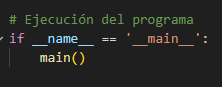 # Ejecución del programa
if __name__ == '__main__':
    main()